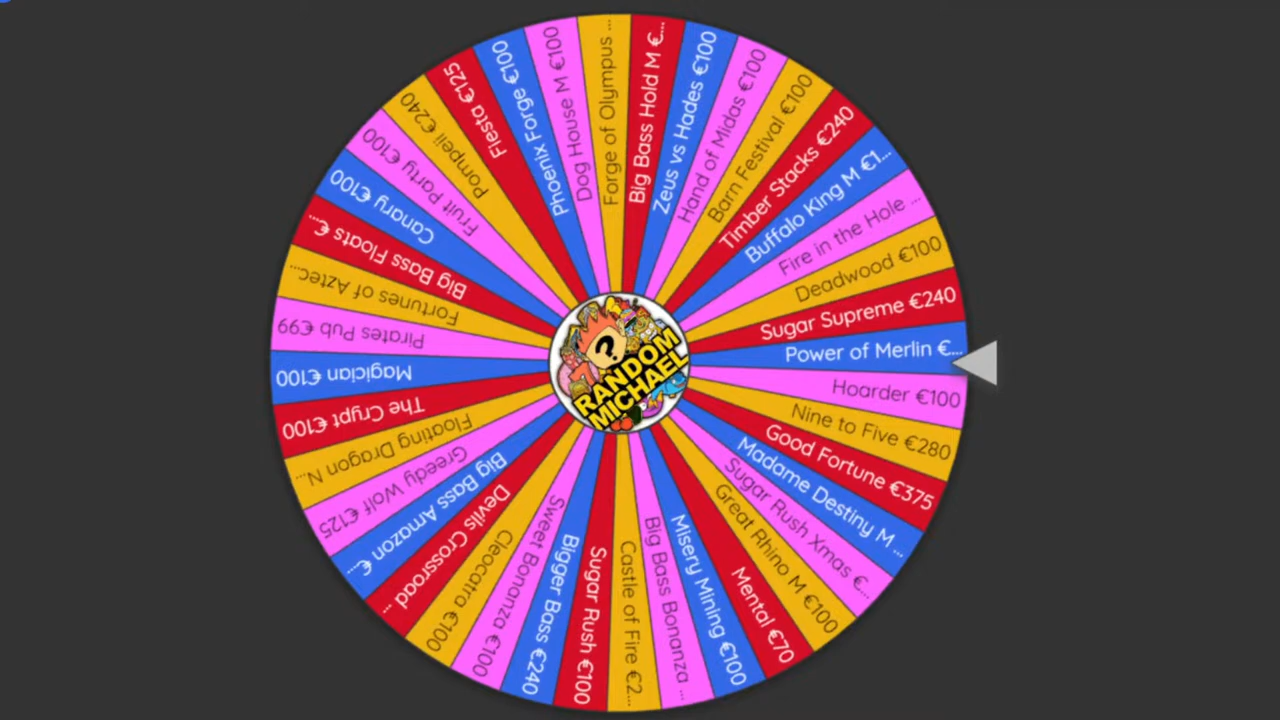 Forge of Olympus ...
Big Bass Hold M €...
Zeus vs Hades €100
Hand of Midas €100
Barn Festival €100
Timber Stacks €240
Buffalo King M €1...
Fire in the Hole ...
Deadwood €100
Sugar Supreme €240
Power of Merlin €...
Hoarder €100
Nine to Five €280
Good Fortune €375
Madame Destiny M ...
Sugar Rush Xmas €...
Great Rhino M €100
Mental €70
Misery Mining €100
Big Bass Bonanza ...
Castle of Fire €2...
Sugar Rush €100
Bigger Bass €240
Sweet Bonanza €100
Cleocatra €100
Devils Crossroad ...
Big Bass Amazon €...
Greedy Wolf €125
Floating Dragon N...
The Crypt €100
Magician €100
Pirates Pub €99
Fortunes of Aztec...
Big Bass Floats €...
Canary €100
Fruit Party €100
Pompeii €240
Fiesta €125
Phoenix Forge €100
Dog House M €100
?
RANDOM
MICHAEL